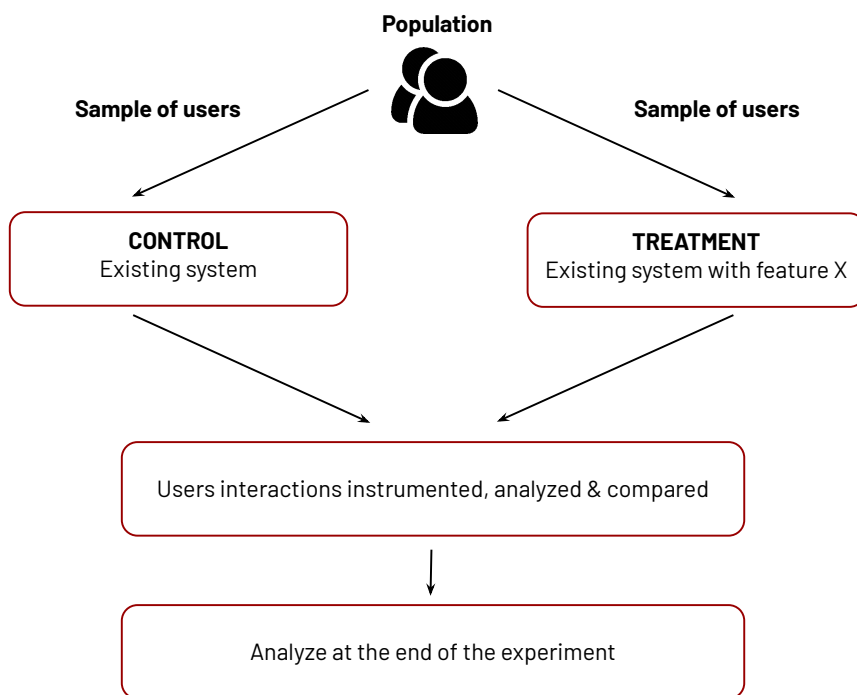 Population
Sample of users
Sample of users
CONTROL
Existing system
TREATMENT
Existing system with feature X
Users interactions instrumented, analyzed & compared
Analyze at the end of the experiment